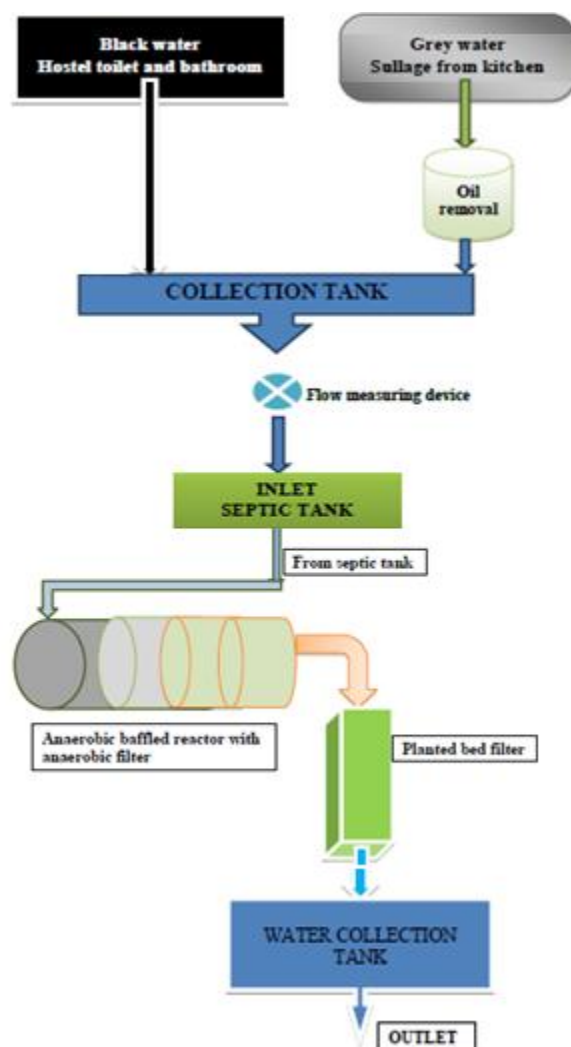 Black water
Hostel toilet and bathroom
Grey water
Sullage from kitchen
Oil
removal
COLLECTION TANK
Flow measuring device
INLET
SEPTIC TANK
From septic tank
Anaerobic baffled reactor with
anaerobic filter
Planted bed filter
WATER COLLECTION
TANK
OUTLET